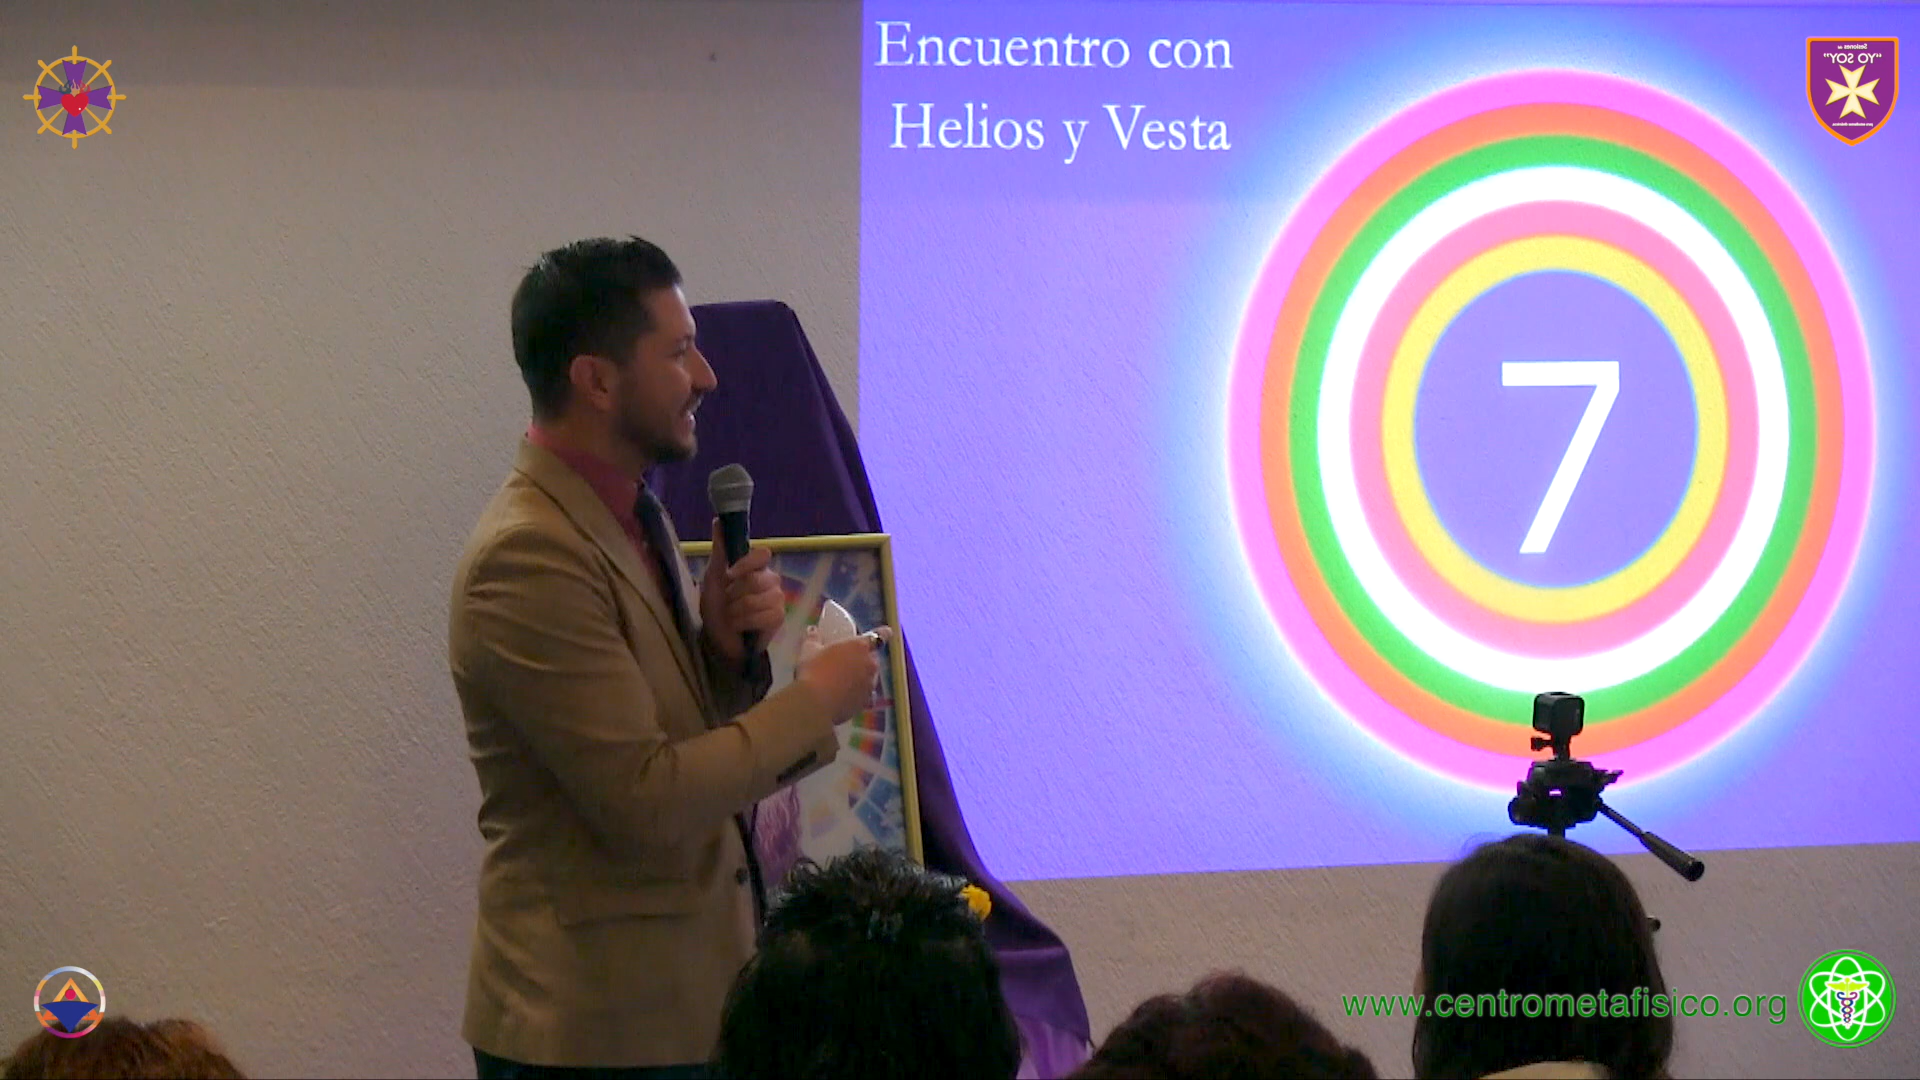 Encuentro con
Helios y Vesta
7
"YO SOY"
www.centrometafisico.org